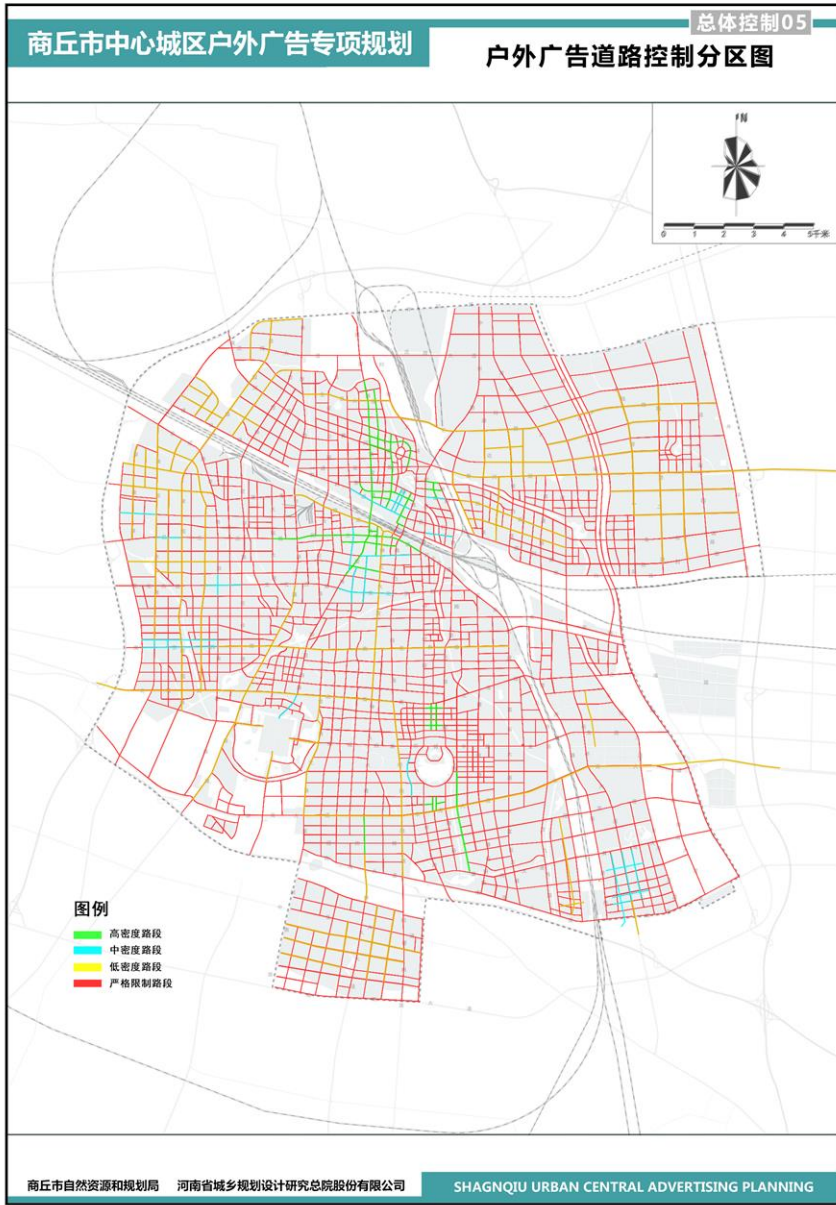 总体控制05
商丘市中心城区户外广告专项规划
户外广告道路控制分区图
N
0 1 2 3 4 5千米
图例
高密度路段
中密度路段
低密度路段
严格限制路段
商丘市自然资源和规划局 河南省城乡规划设计研究总院股份有限公司
SHAGNQIU URBAN CENTRAL ADVERTISING PLANNING